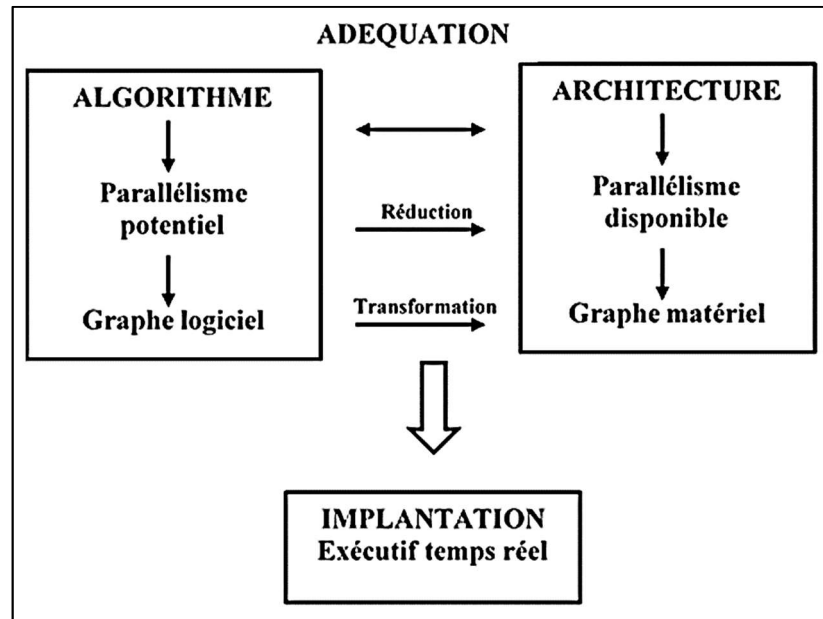 ADEQUATION
ALGORITHME
Parallélisme
potentiel
Graphe logiciel
Réduction
Transformation
ARCHITECTURE
Parallélisme
disponible
Graphe matériel
IMPLANTATION
Exécutif temps réel